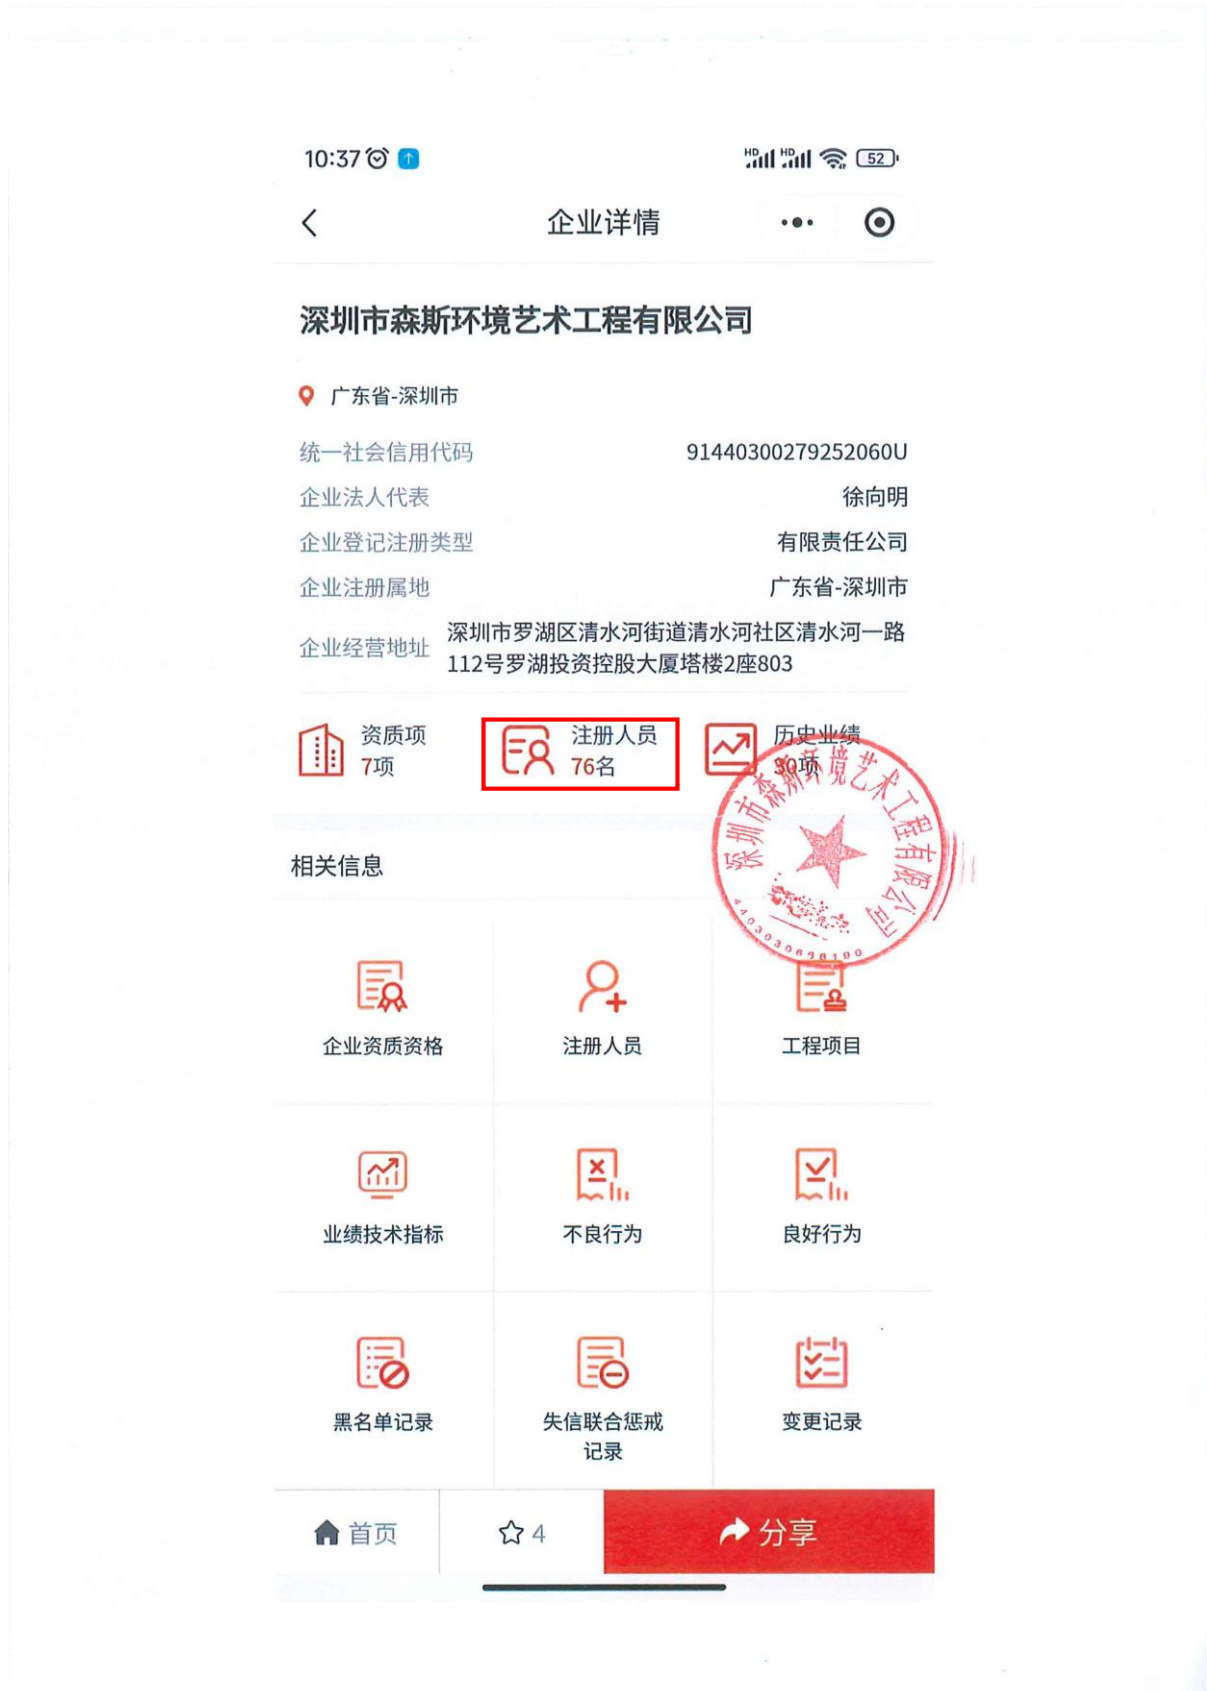 10:37
HD HD 52
企业详情
深圳市森斯环境艺术工程有限公司
广东省-深圳市
统一社会信用代码 91440300279252060U
企业法人代表 徐向明
企业登记注册类型 有限责任公司
企业注册属地 广东省-深圳市
企业经营地址 深圳市罗湖区清水河街道清水河社区清水河一路
112号罗湖投资控股大厦塔楼2座803
资质项 注册人员 历史业绩
7项 76名 30项
深圳市森斯环境艺术工程有限公司
相关信息
企业资质资格 注册人员 工程项目
业绩技术指标 不良行为 良好行为
黑名单记录 失信联合惩戒 变更记录
记录
首页 4 分享